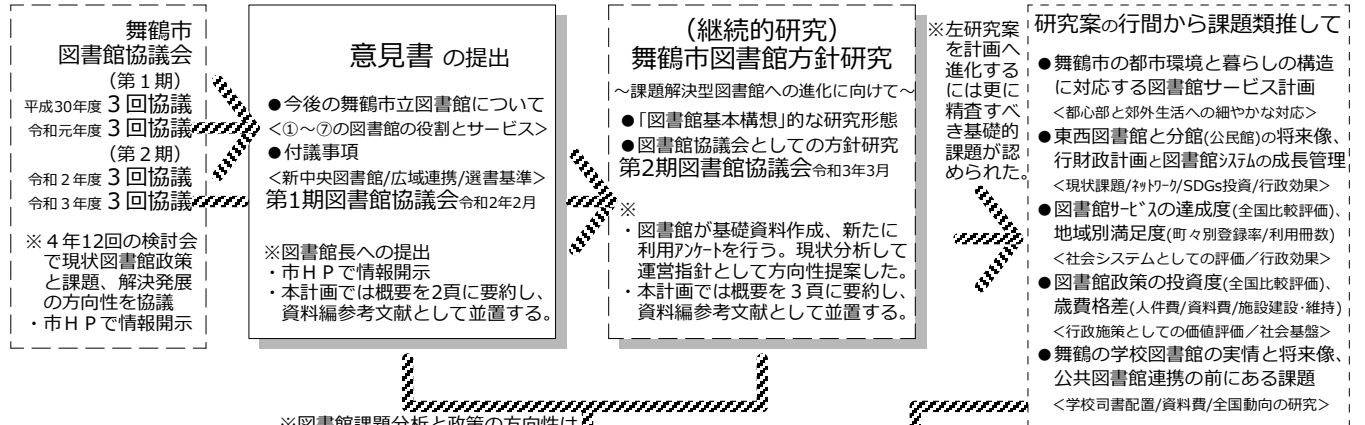 舞鶴市
図書館協議会
(第1期)
平成30年度 3回協議
令和元年度 3回協議
(第2期)
令和2年度 3回協議
令和3年度 3回協議
※4年12回の検討会
で現状図書館政策
と課題、解決発展
の方向性を協議
・市HPで情報開示
意見書 の提出
●今後の舞鶴市立図書館について
<①～⑦の図書館の役割とサービス>
●付議事項
<新中央図書館/広域連携/選書基準>
第1期図書館協議会令和2年2月
※図書館長への提出
・市HPで情報開示
・本計画では概要を2頁に要約し、
資料編参考文献として並置する。
(継続的研究)
舞鶴市図書館方針研究
～課題解決型図書館への進化に向けて～
●「図書館基本構想」的な研究形態
●図書館協議会としての方針研究
第2期図書館協議会令和3年3月
※
・図書館が基礎資料作成、新たに
利用アンケートを行う。現状分析して
運営指針として方向性提案した。
・本計画では概要を3頁に要約し、
資料編参考文献として並置する。
※左研究案
を計画へ
進化する
には更に
精査すべ
き基礎的
課題が認
められた。
研究案の行間から課題類推して
●舞鶴市の都市環境と暮らしの構造
に対応する図書館サービス計画
<都心部と郊外生活への細やかな対応>
●東西図書館と分館(公民館)の将来像、
行財政計画と図書館システムの成長管理
<現状課題/ネットワーク/SDGs投資/行政効果>
●図書館サービスの達成度(全国比較評価)、
地域別満足度(町々別登録率/利用冊数)
<社会システムとしての評価／行政効果>
●図書館政策の投資度(全国比較評価)、
歳費格差(人件費/資料費/施設建設・維持)
<行政施策としての価値評価／社会基盤>
●舞鶴の学校図書館の実情と将来像、
公共図書館連携の前にある課題
<学校司書配置/資料費/全国動向の研究>
※図書館課題分析と政策の方向性は